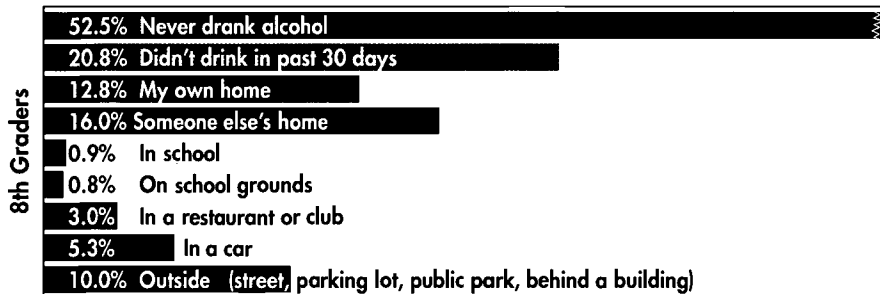 8th Graders
52.5% Never drank alcohol
20.8% Didn't drink in past 30 days
12.8% My own home
16.0% Someone else's home
0.9% In school
0.8% On school grounds
3.0% In a restaurant or club
5.3% In a car
10.0% Outside (street, parking lot, public park, behind a building)